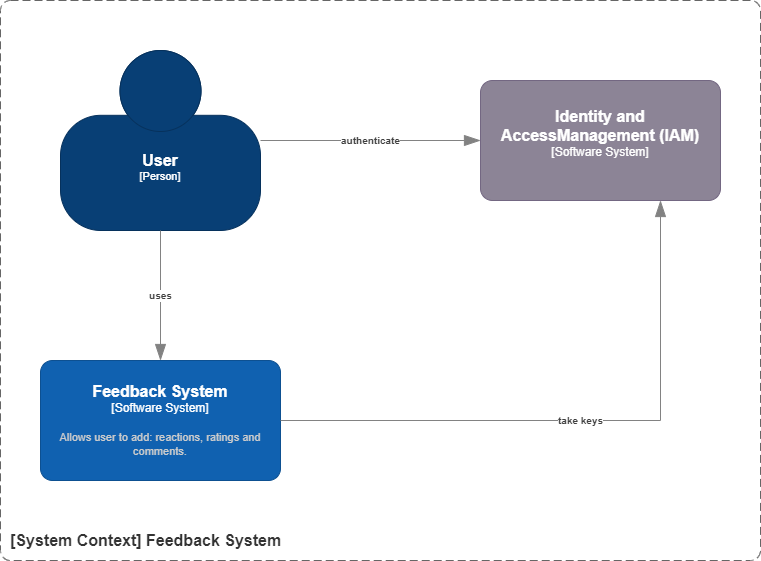 User
[Person]
authenticate
Identity and
AccessManagement (IAM)
[Software System]
uses
Feedback System
[Software System]
Allows user to add: reactions, ratings and
comments.
take keys
[System Context] Feedback System